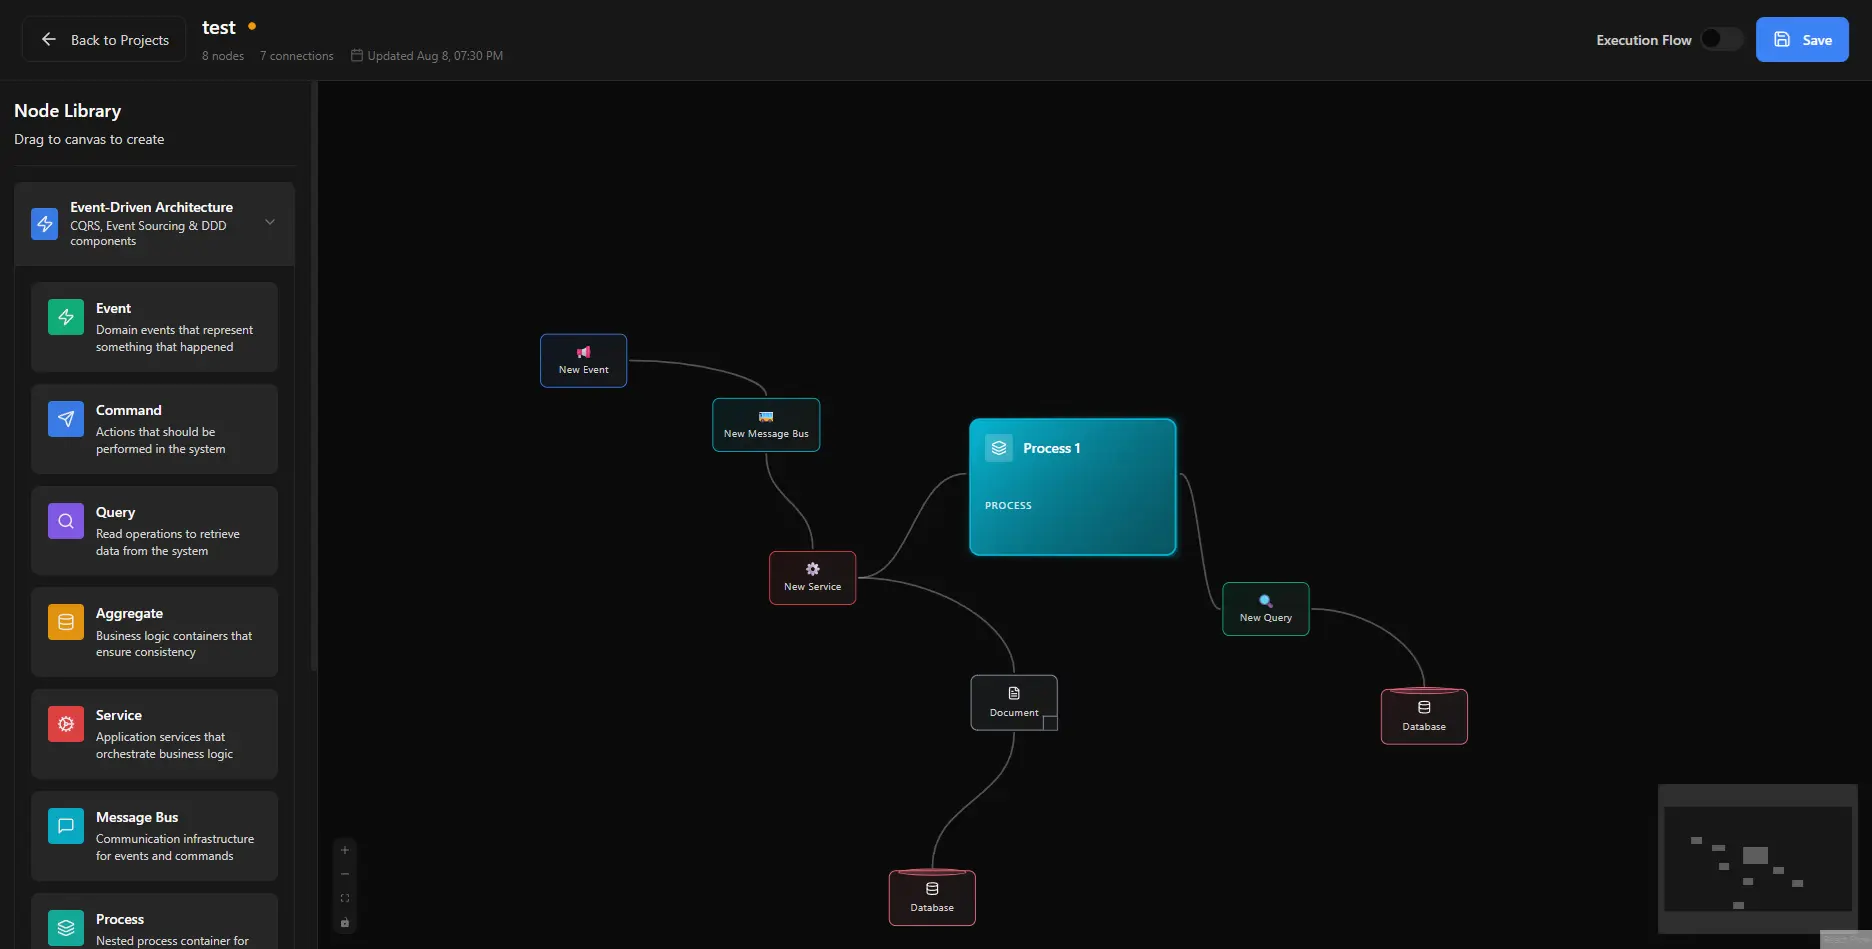 Back to Projects
test
8 nodes 7 connections Updated Aug 8, 07:30 PM
Execution Flow
Save
Node Library
Drag to canvas to create
Event-Driven Architecture
CQRS, Event Sourcing & DDD
components
Event
Domain events that represent
something that happened
Command
Actions that should be
performed in the system
Query
Read operations to retrieve
data from the system
Aggregate
Business logic containers that
ensure consistency
Service
Application services that
orchestrate business logic
Message Bus
Communication infrastructure
for events and commands
Process
Nested process container for
New Event
New Message Bus
Process 1
PROCESS
New Service
New Query
Document
Database
Database